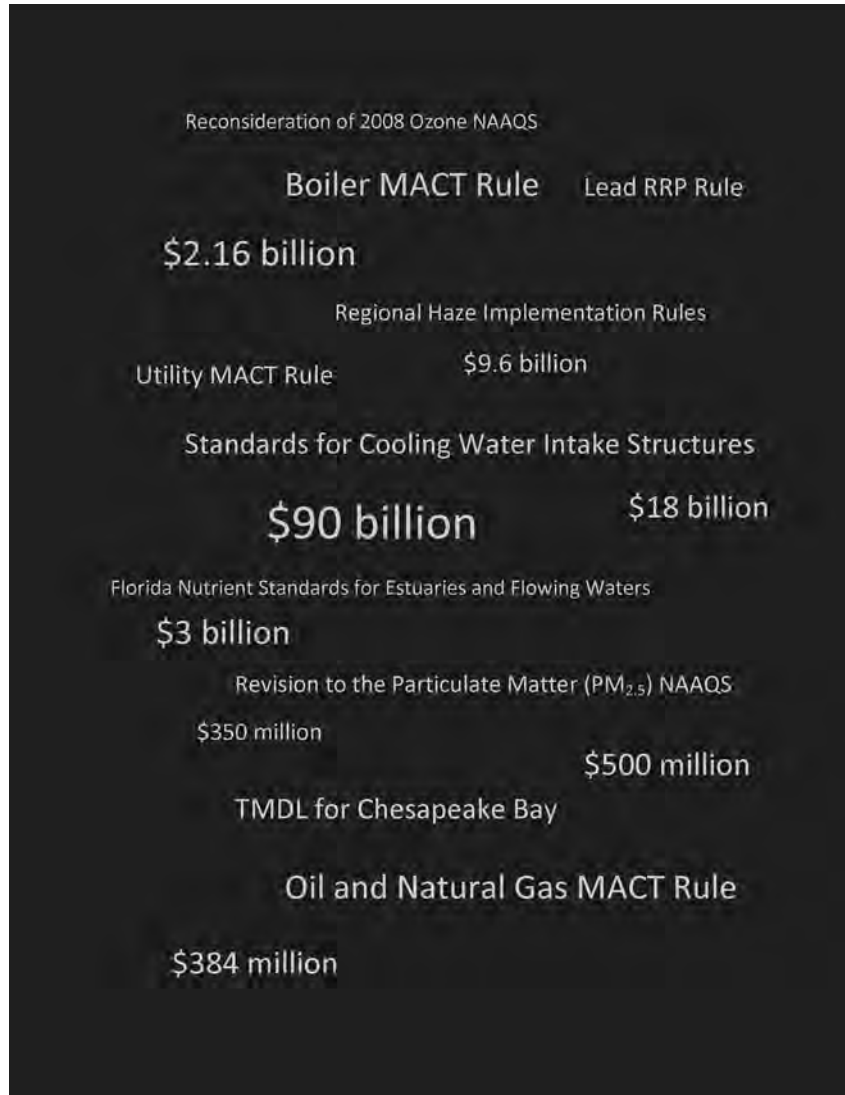 Reconsideration of 2008 Ozone NAAQS
Boiler MACT Rule
Lead RRP Rule
$2.16 billion
Regional Haze Implementation Rules
$9.6 billion
Utility MACT Rule
Standards for Cooling Water Intake Structures
$90 billion
$18 billion
Florida Nutrient Standards for Estuaries and Flowing Waters
$3 billion
Revision to the Particulate Matter (PM₂.₅) NAAQS
$350 million
$500 million
TMDL for Chesapeake Bay
Oil and Natural Gas MACT Rule
$384 million